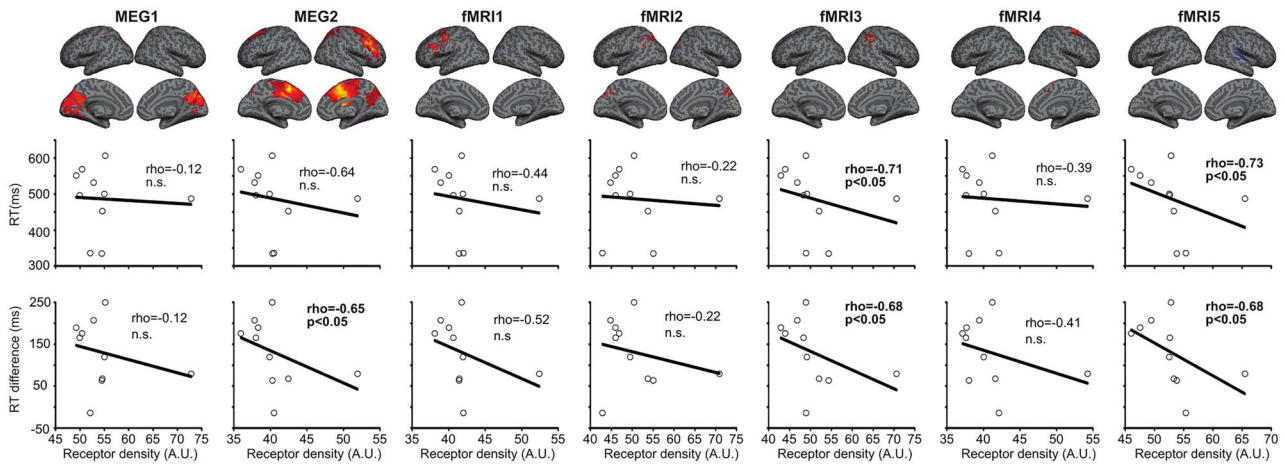 MEG1 MEG2 fMRI1 fMRI2 fMRI3 fMRI4 fMRI5
RT(ms)
600
500
400
300
rho=-0.12
n.s.
rho=-0.64
n.s.
rho=-0.44
n.s.
rho=-0.22
n.s.
rho=-0.71
p<0.05
rho=-0.39
n.s.
rho=-0.73
p<0.05
RT difference (ms)
250
150
50
-50
rho=-0.12
n.s.
rho=-0.65
p<0.05
rho=-0.52
n.s
rho=-0.22
n.s.
rho=-0.68
p<0.05
rho=-0.41
n.s.
rho=-0.68
p<0.05
45 50 55 60 65 70 75 35 40 45 50 55 35 40 45 50 55 40 45 50 55 60 65 70 75 40 45 50 55 60 65 70 75 35 40 45 50 55 45 50 55 60 65 70
Receptor density (A.U.) Receptor density (A.U.) Receptor density (A.U.) Receptor density (A.U.) Receptor density (A.U.) Receptor density (A.U.) Receptor density (A.U.)